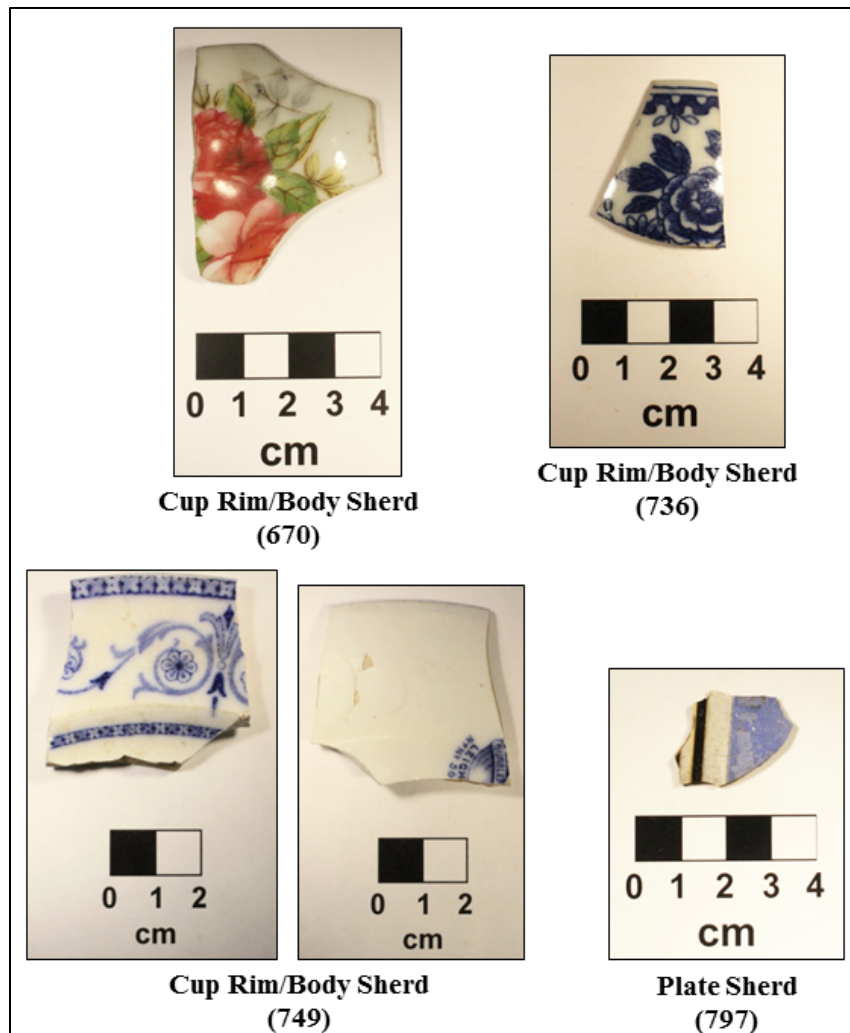 0 1 2 3 4
cm
Cup Rim/Body Sherd
(670)
0 1 2 3 4
cm
Cup Rim/Body Sherd
(736)
0 1 2
cm
0 1 2
cm
Cup Rim/Body Sherd
(749)
0 1 2 3 4
cm
Plate Sherd
(797)